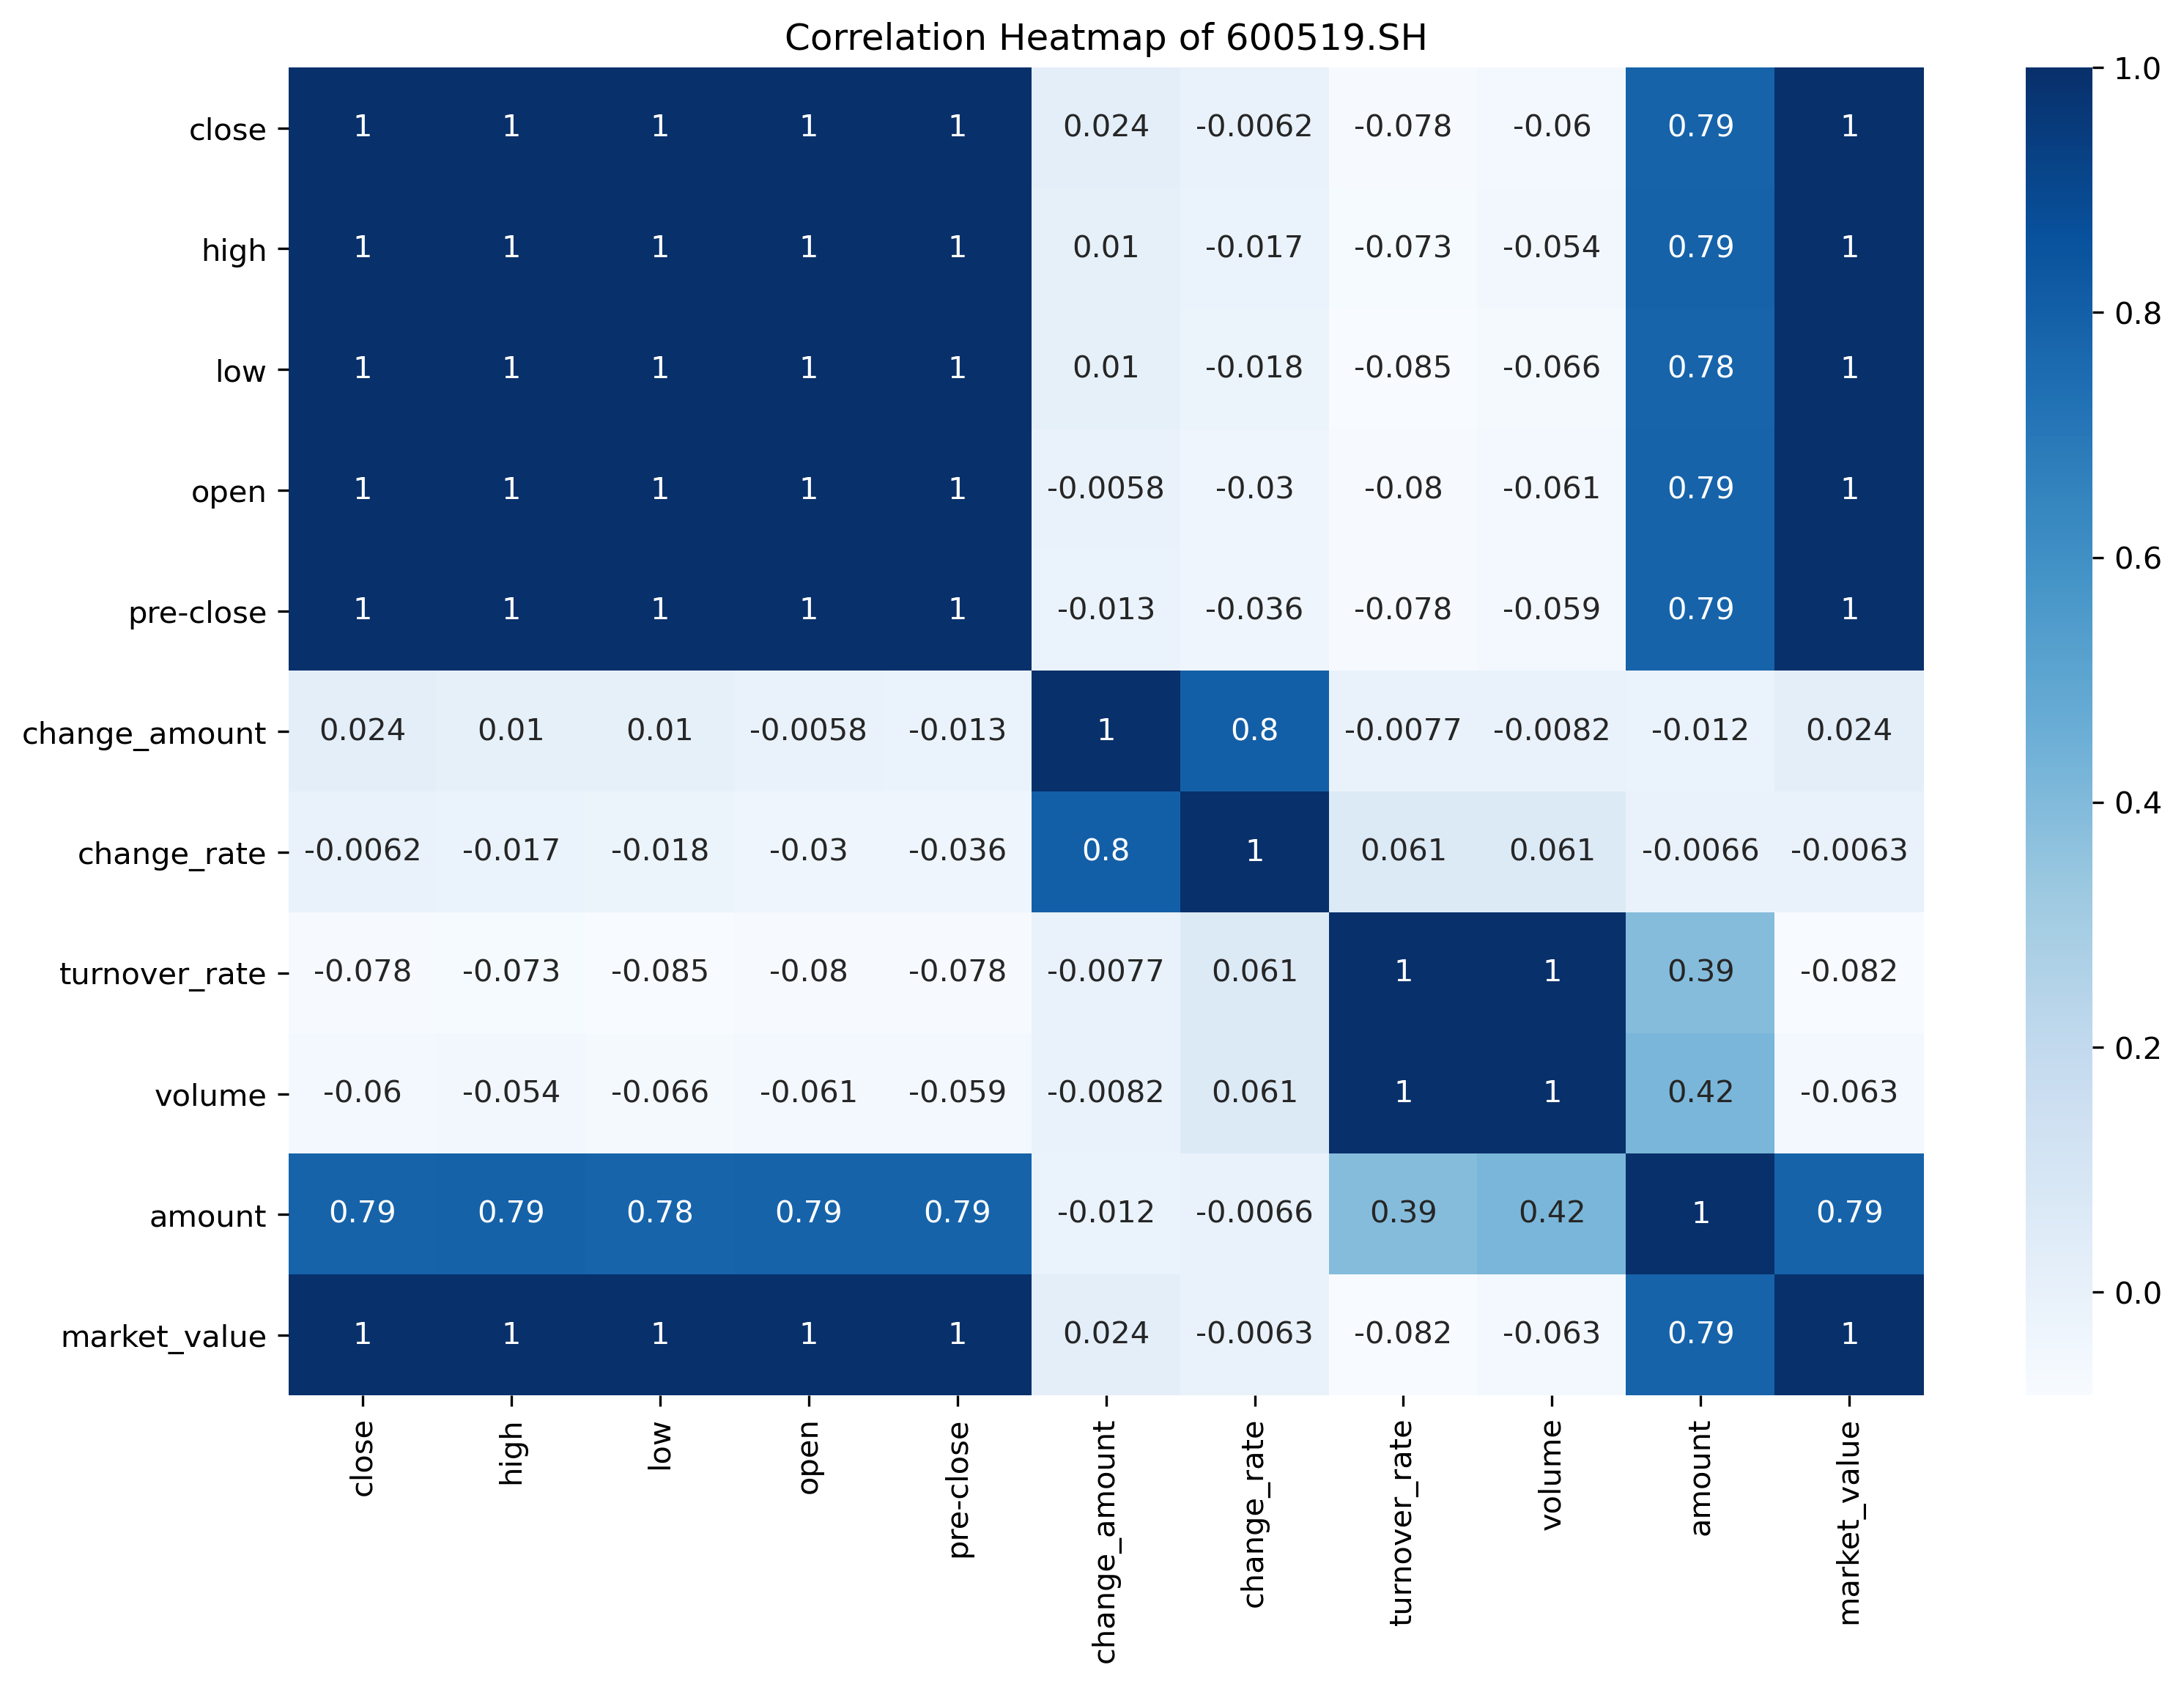 Correlation Heatmap of 600519.SH
close 1 1 1 1 1 0.024 -0.0062 -0.078 -0.06 0.79 1
high 1 1 1 1 1 0.01 -0.017 -0.073 -0.054 0.79 1
low 1 1 1 1 1 0.01 -0.018 -0.085 -0.066 0.78 1
open 1 1 1 1 1 -0.0058 -0.03 -0.08 -0.061 0.79 1
pre-close 1 1 1 1 1 -0.013 -0.036 -0.078 -0.059 0.79 1
change_amount 0.024 0.01 0.01 -0.0058 -0.013 1 0.8 -0.0077 -0.0082 -0.012 0.024
change_rate -0.0062 -0.017 -0.018 -0.03 -0.036 0.8 1 0.061 0.061 -0.0066 -0.0063
turnover_rate -0.078 -0.073 -0.085 -0.08 -0.078 -0.0077 0.061 1 1 0.39 -0.082
volume -0.06 -0.054 -0.066 -0.061 -0.059 -0.0082 0.061 1 1 0.42 -0.063
amount 0.79 0.79 0.78 0.79 0.79 -0.012 -0.0066 0.39 0.42 1 0.79
market_value 1 1 1 1 1 0.024 -0.0063 -0.082 -0.063 0.79 1
close high low open pre-close change_amount change_rate turnover_rate volume amount market_value
1.0
0.8
0.6
0.4
0.2
0.0